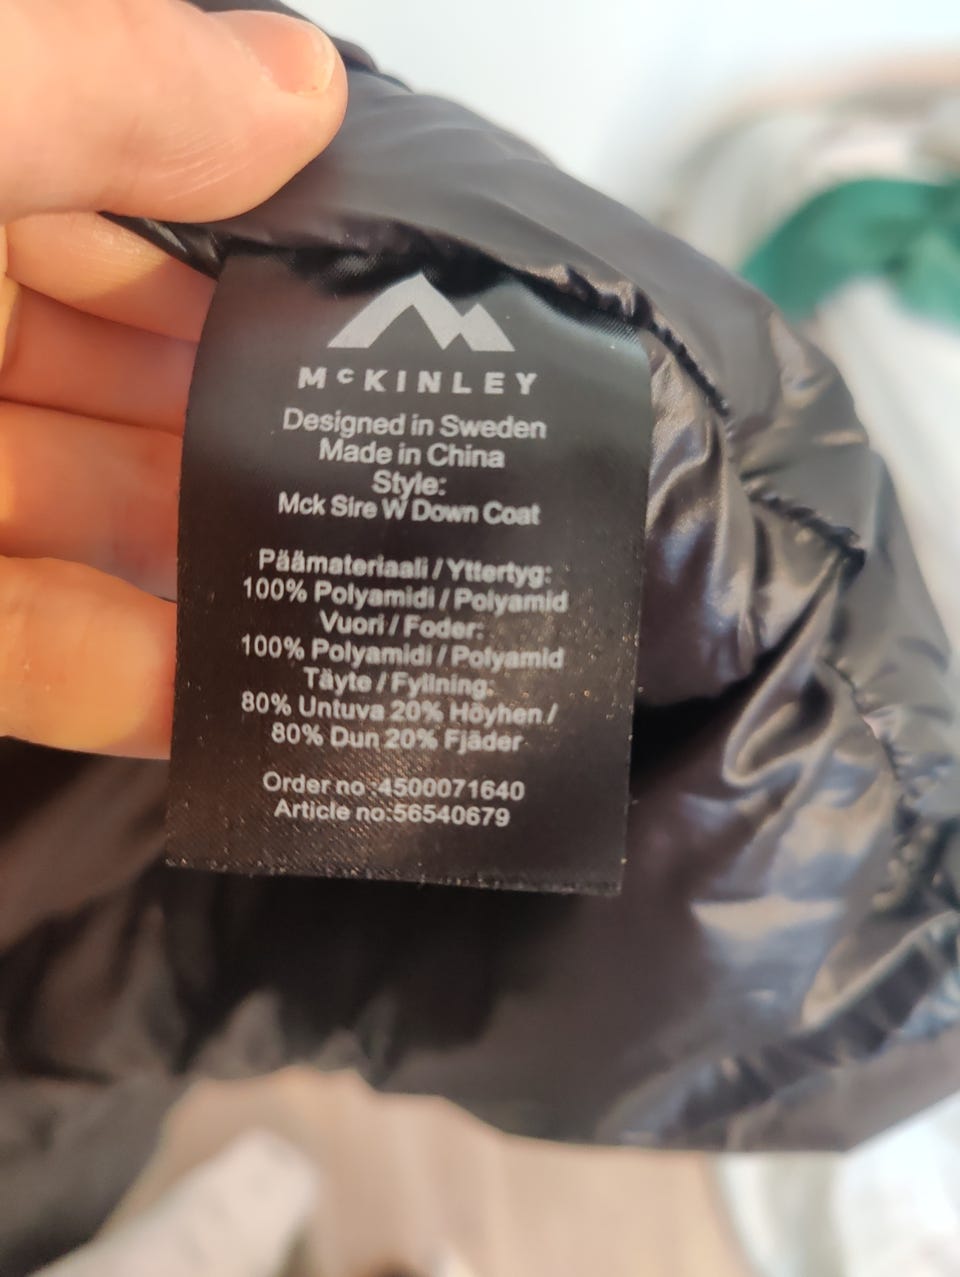 McKINLEY
Designed in Sweden
Made in China
Style:
Mck Sire W Down Coat
Päämateriaali / Yttertyg:
100% Polyamidi / Polyamid
Vuori / Foder:
100% Polyamidi / Polyamid
Täyte / Fyllning:
80% Untuva 20% Höyhen /
80% Dun 20% Fjäder
Order no :4500071640
Article no:56540679